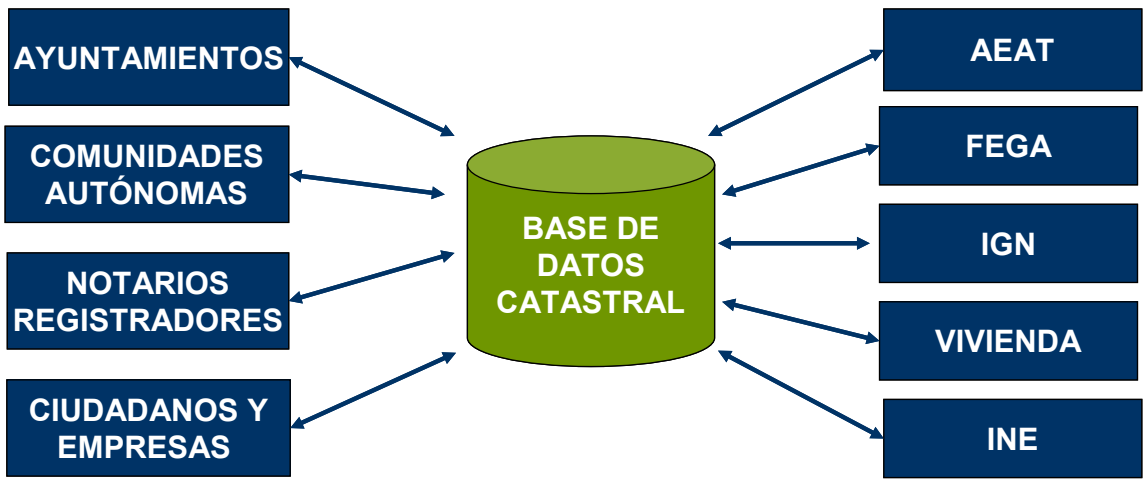 AYUNTAMIENTOS
COMUNIDADES
AUTÓNOMAS
NOTARIOS
REGISTRADORES
CIUDADANOS Y
EMPRESAS
BASE DE
DATOS
CATASTRAL
AEAT
FEGA
IGN
VIVIENDA
INE